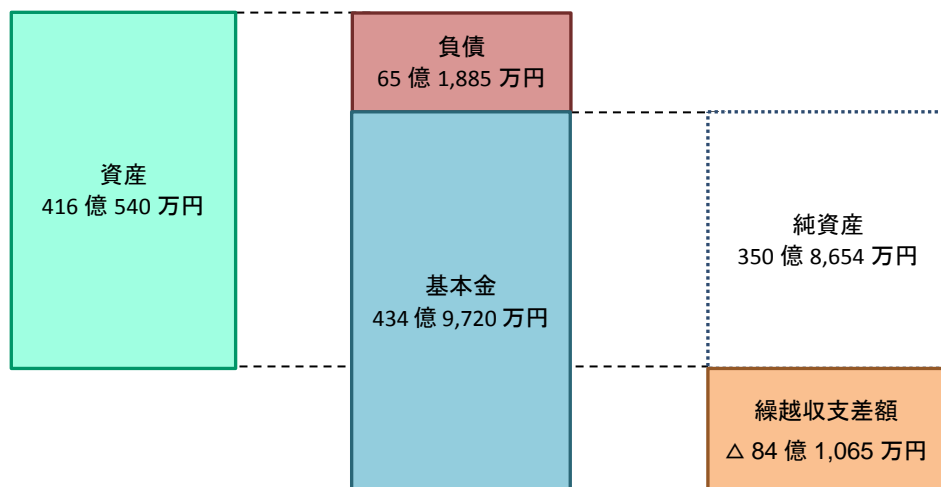 負債
65 億 1,885 万円
資産
416 億 540 万円
純資産
350 億 8,654 万円
基本金
434 億 9,720 万円
繰越収支差額
△ 84 億 1,065 万円